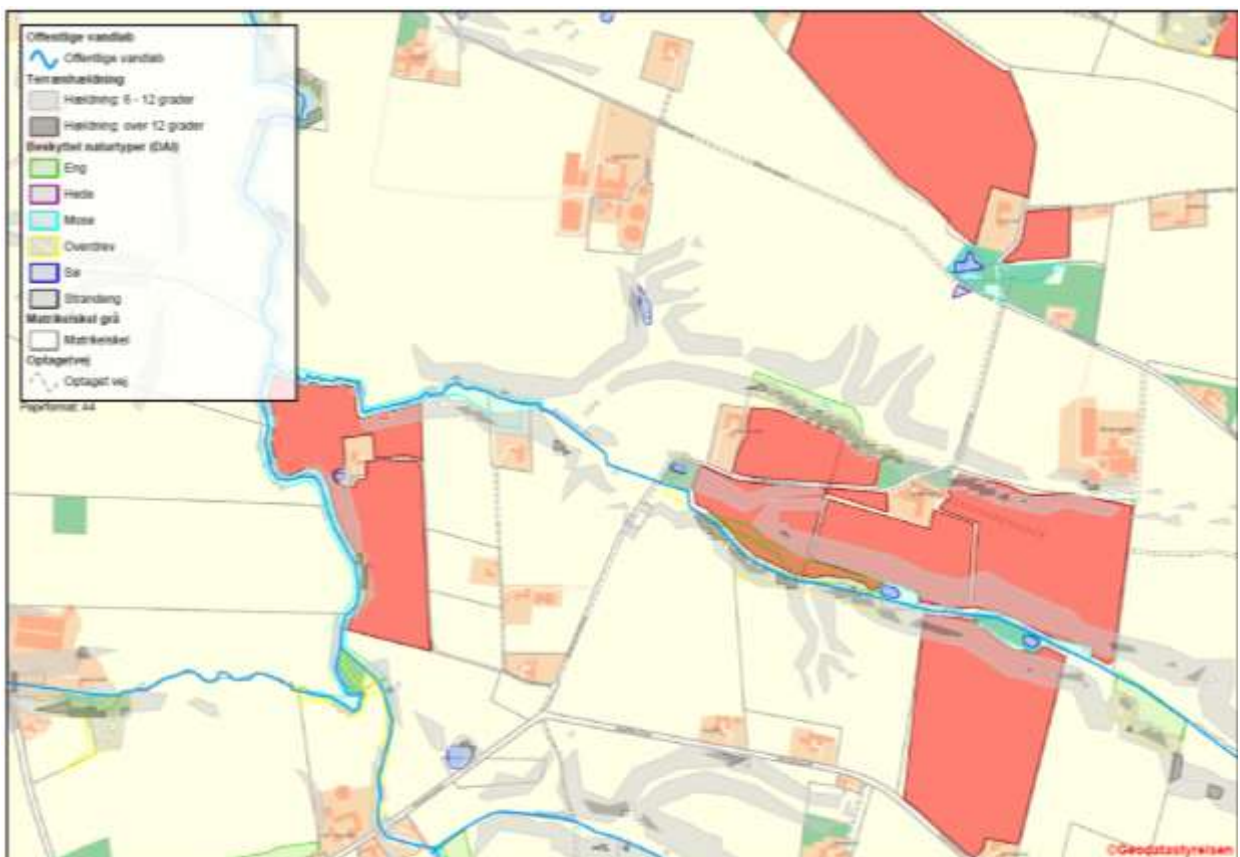 Offentlige vandløb
Offentlige vandløb
Terrænhældning
Hældning: 6 - 12 grader
Hældning: over 12 grader
Beskyttet naturtyper (DAI)
Eng
Hede
Mose
Overdrev
Sø
Strandeng
Matrikelskel grå
Matrikelskel
Optagetvej
Optaget vej
Papirformat: A4
©Geodatastyrelsen